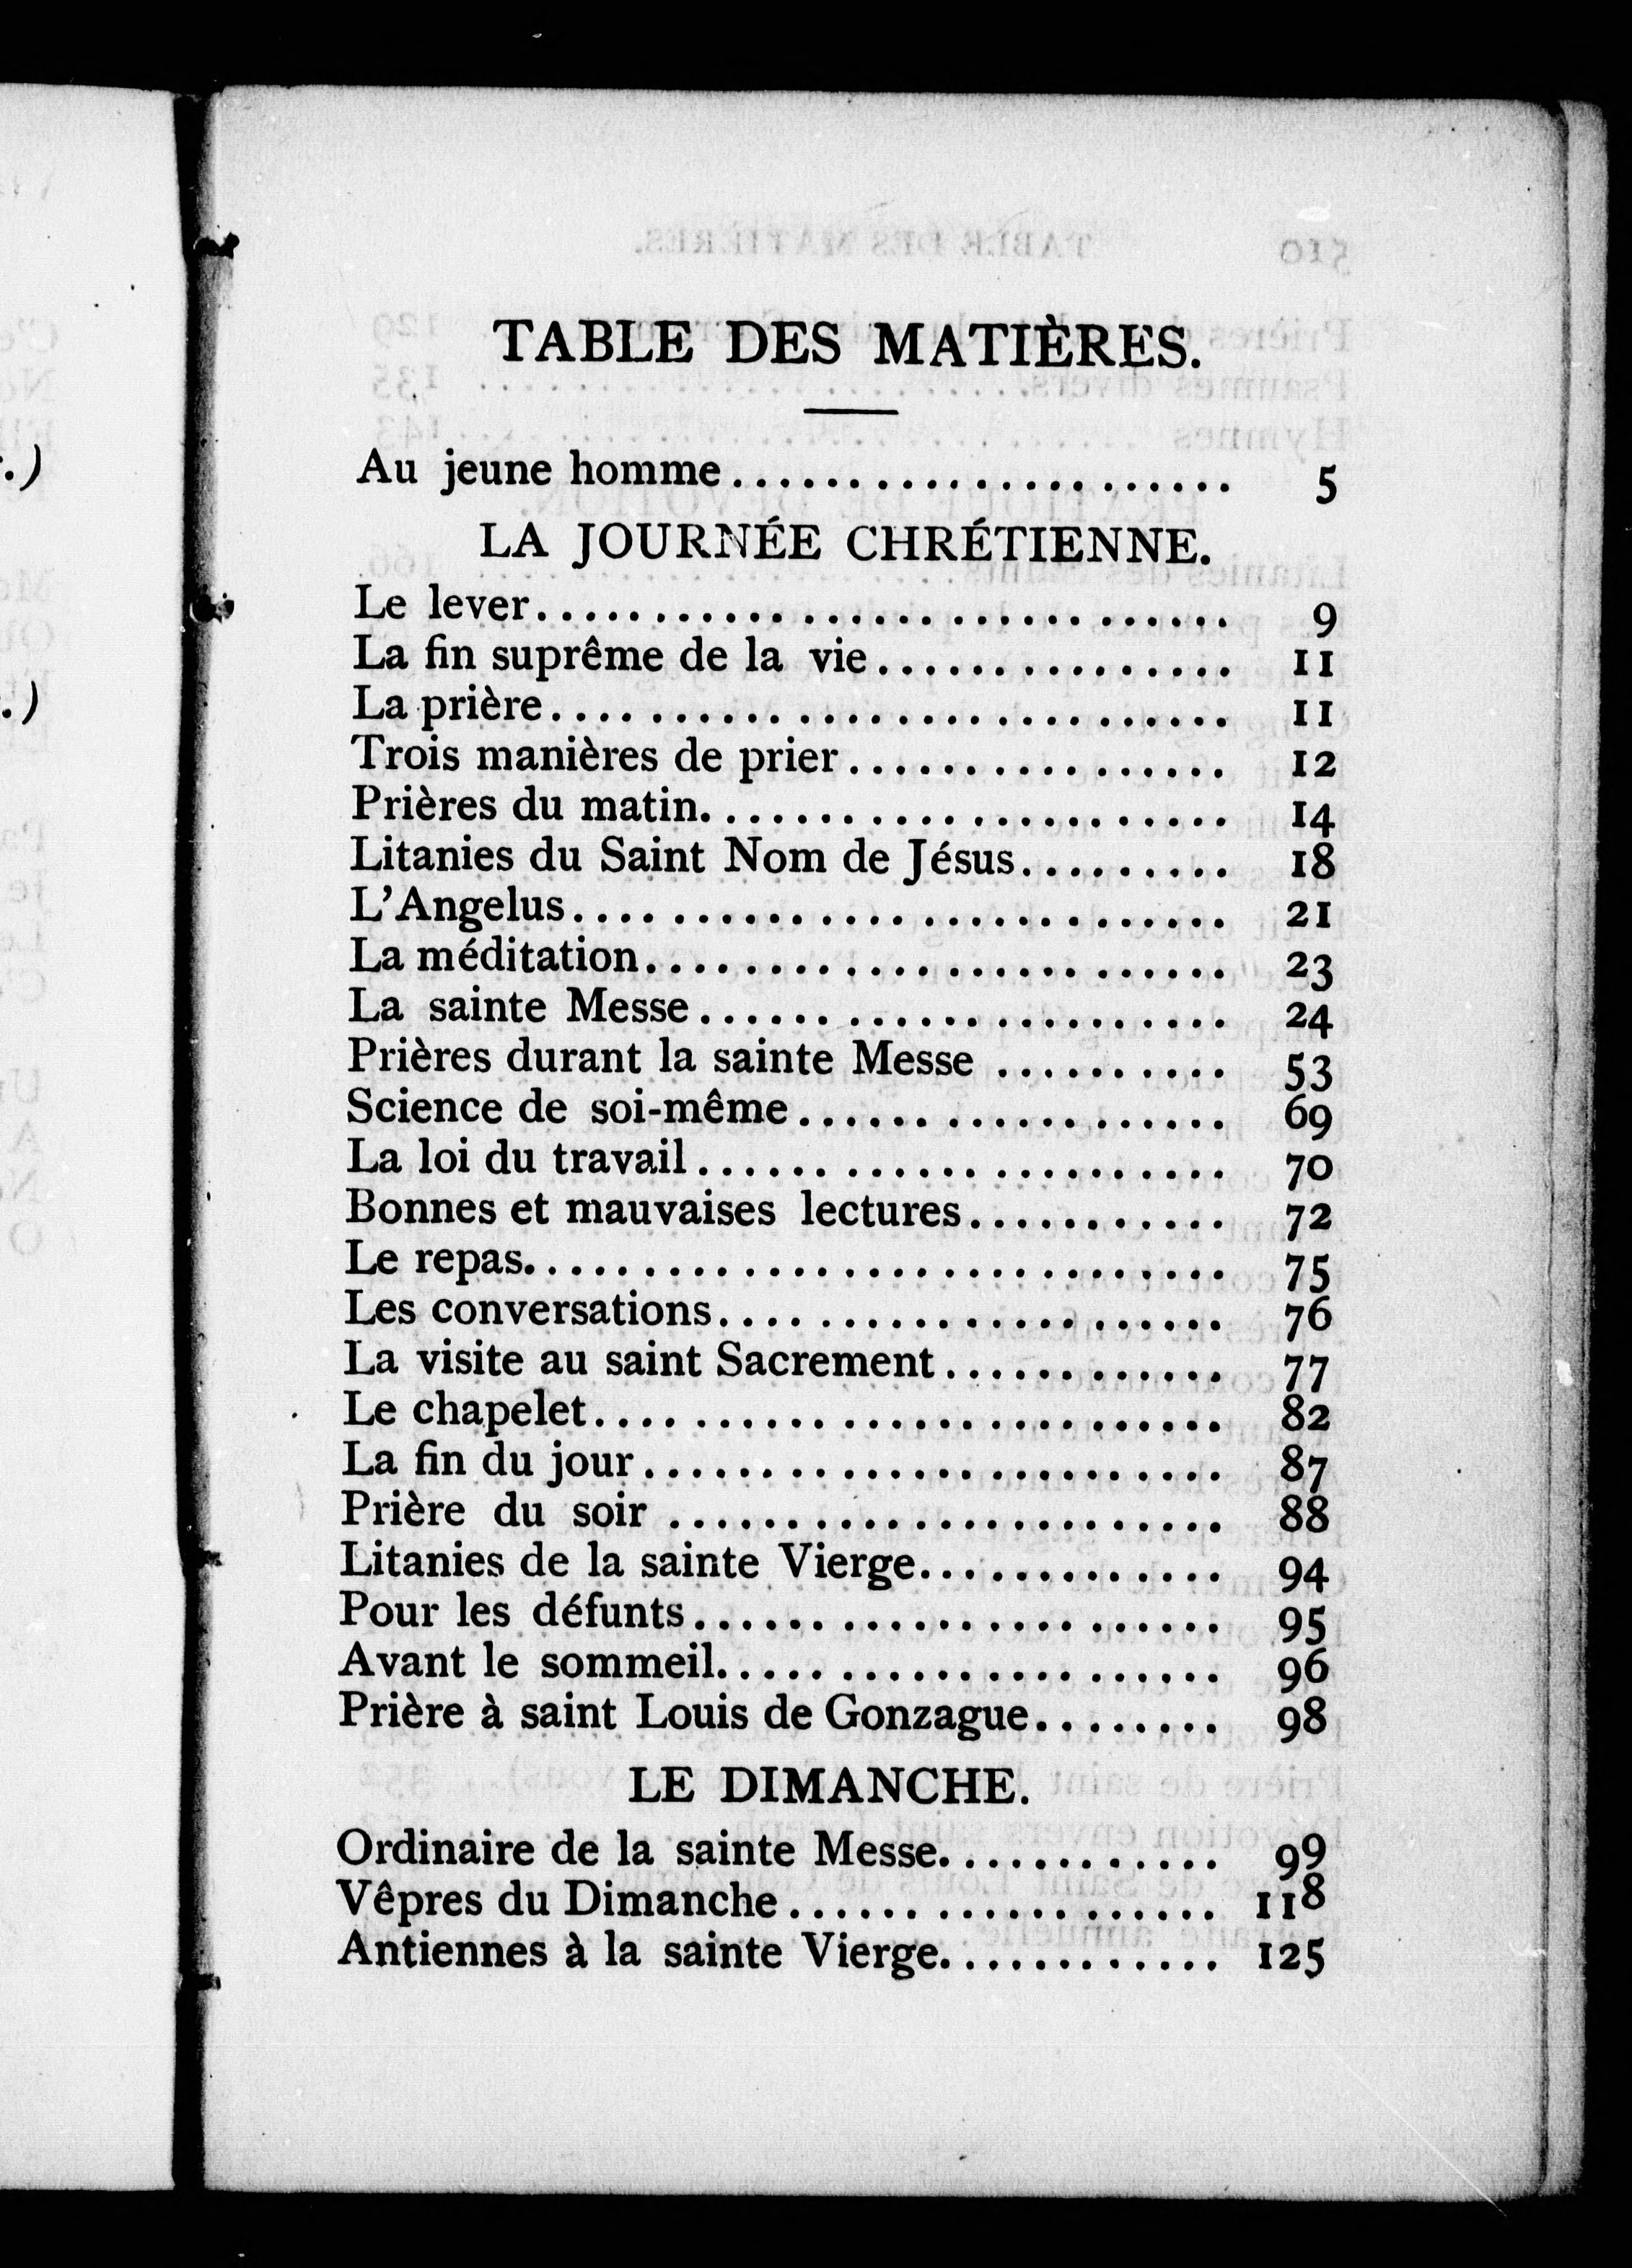 TABLE DES MATIÈRES.
Au jeune homme...................... 5
LA JOURNÉE CHRÉTIENNE.
Le lever............................ 9
La fin suprême de la vie............... 11
La prière............................ 11
Trois manières de prier................ 12
Prières du matin...................... 14
Litanies du Saint Nom de Jésus......... 18
L'Angelus........................... 21
La méditation........................ 23
La sainte Messe...................... 24
Prières durant la sainte Messe .......... 53
Science de soi-même.................. 69
La loi du travail...................... 70
Bonnes et mauvaises lectures........... 72
Le repas............................. 75
Les conversations..................... 76
La visite au saint Sacrement............ 77
Le chapelet.......................... 82
La fin du jour........................ 87
Prière du soir ....................... 88
Litanies de la sainte Vierge............. 94
Pour les défunts...................... 95
Avant le sommeil..................... 96
Prière à saint Louis de Gonzague........ 98
LE DIMANCHE.
Ordinaire de la sainte Messe............ 99
Vêpres du Dimanche.................. 118
Antiennes à la sainte Vierge............ 125